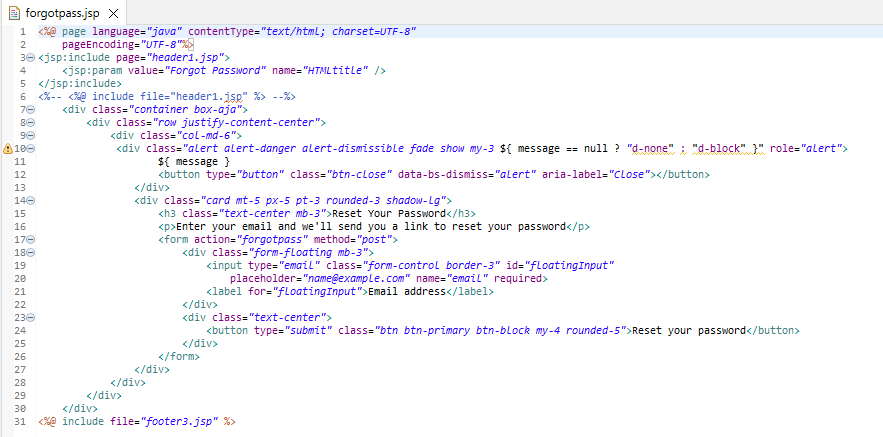 forgotpass.jsp
1 <%@ page language="java" contentType="text/html; charset=UTF-8"
2 pageEncoding="UTF-8"%>
3 <jsp:include page="header1.jsp">
4 <jsp:param value="Forgot Password" name="HTMLtitle" />
5 </jsp:include>
6 <%-- <%@ include file="header1.jsp" %> --%>
7 <div class="container box-aja">
8 <div class="row justify-content-center">
9 <div class="col-md-6">
10 <div class="alert alert-danger alert-dismissible fade show my-3 ${ message == null ? "d-none" : "d-block" }" role="alert">
11 ${ message }
12 <button type="button" class="btn-close" data-bs-dismiss="alert" aria-label="Close"></button>
13 </div>
14 <div class="card mt-5 px-5 pt-3 rounded-3 shadow-lg">
15 <h3 class="text-center mb-3">Reset Your Password</h3>
16 <p>Enter your email and we'll send you a link to reset your password</p>
17 <form action="forgotpass" method="post">
18 <div class="form-floating mb-3">
19 <input type="email" class="form-control border-3" id="floatingInput"
20 placeholder="name@example.com" name="email" required>
21 <label for="floatingInput">Email address</label>
22 </div>
23 <div class="text-center">
24 <button type="submit" class="btn btn-primary btn-block my-4 rounded-5">Reset your password</button>
25 </div>
26 </form>
27 </div>
28 </div>
29 </div>
30 </div>
31 <%@ include file="footer3.jsp" %>